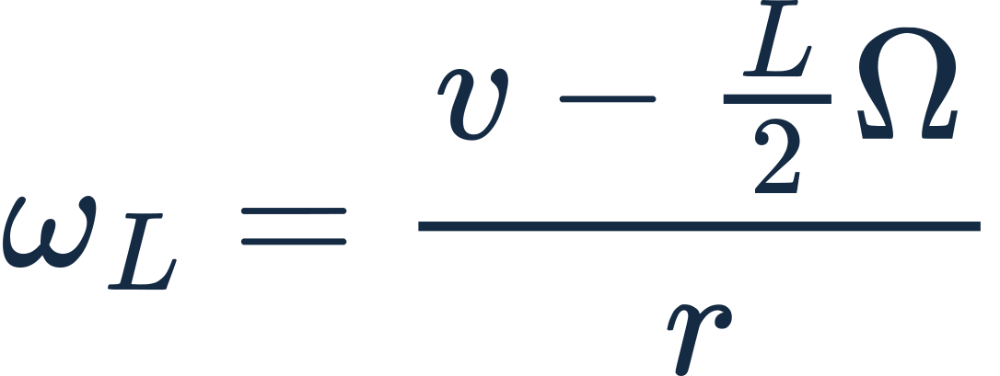 ω_L = (v − (L/2)Ω) / r